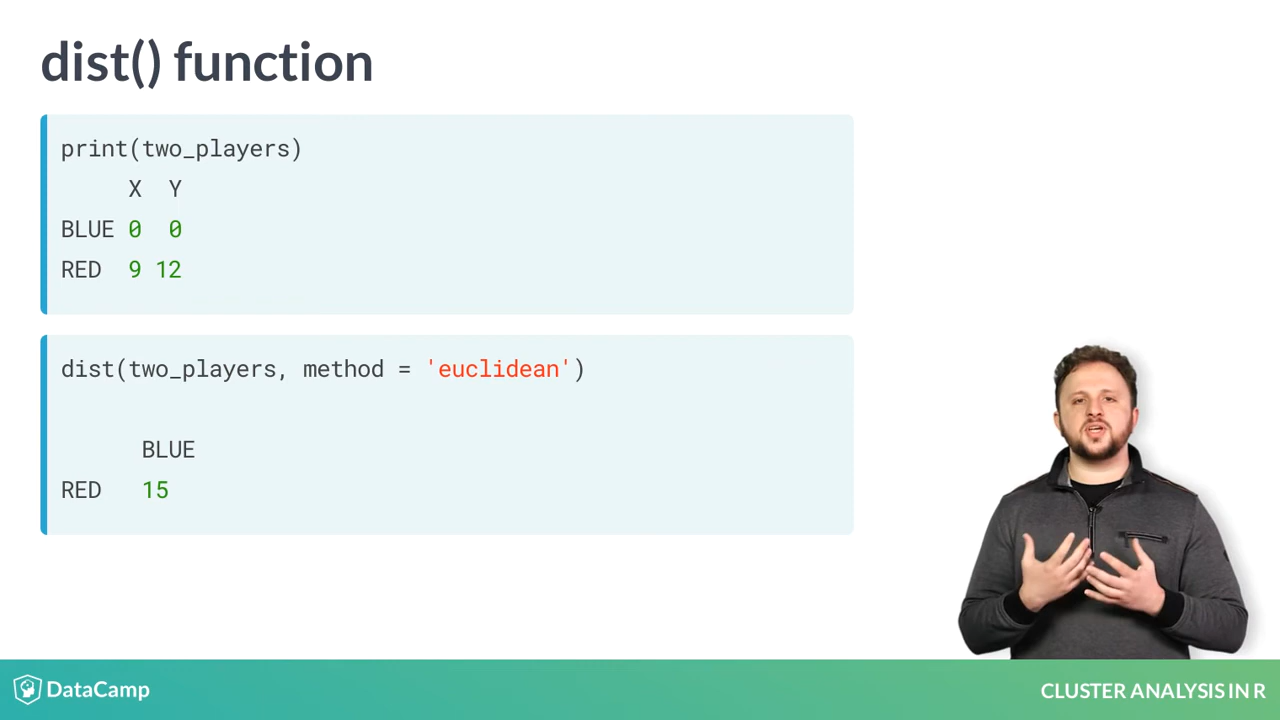 dist() function
print(two_players)
X Y
BLUE 0 0
RED 9 12
dist(two_players, method = 'euclidean')
BLUE
RED 15
DataCamp
CLUSTER ANALYSIS IN R